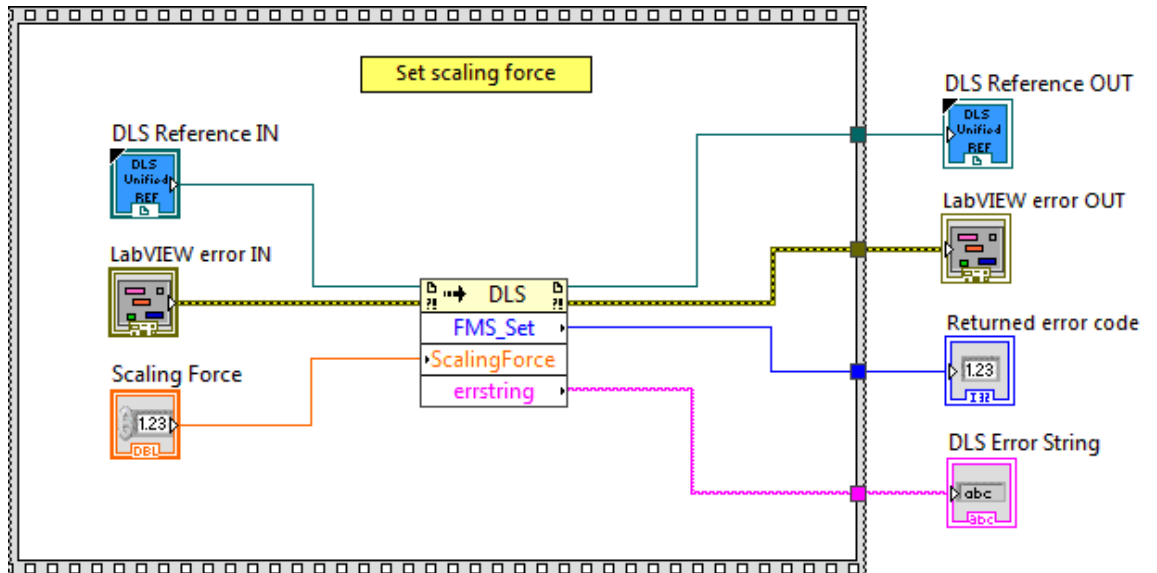 Set scaling force
DLS Reference IN
DLS
Unified
REF
LabVIEW error IN
Scaling Force
1.23
DBL
?!
DLS
?!
FMS_Set
ScalingForce
errstring
DLS Reference OUT
DLS
Unified
REF
LabVIEW error OUT
Returned error code
1.23
I32
DLS Error String
abc
abc